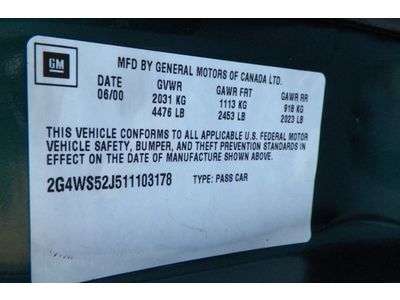 GM
MFD BY GENERAL MOTORS OF CANADA LTD.
DATE GVWR GAWR FRT GAWR RR
06/00 2031 KG 1113 KG 918 KG
4476 LB 2453 LB 2023 LB
THIS VEHICLE CONFORMS TO ALL APPLICABLE U.S. FEDERAL MOTOR
VEHICLE SAFETY, BUMPER, AND THEFT PREVENTION STANDARDS IN
EFFECT ON THE DATE OF MANUFACTURE SHOWN ABOVE.
2G4WS52J511103178 TYPE: PASS CAR